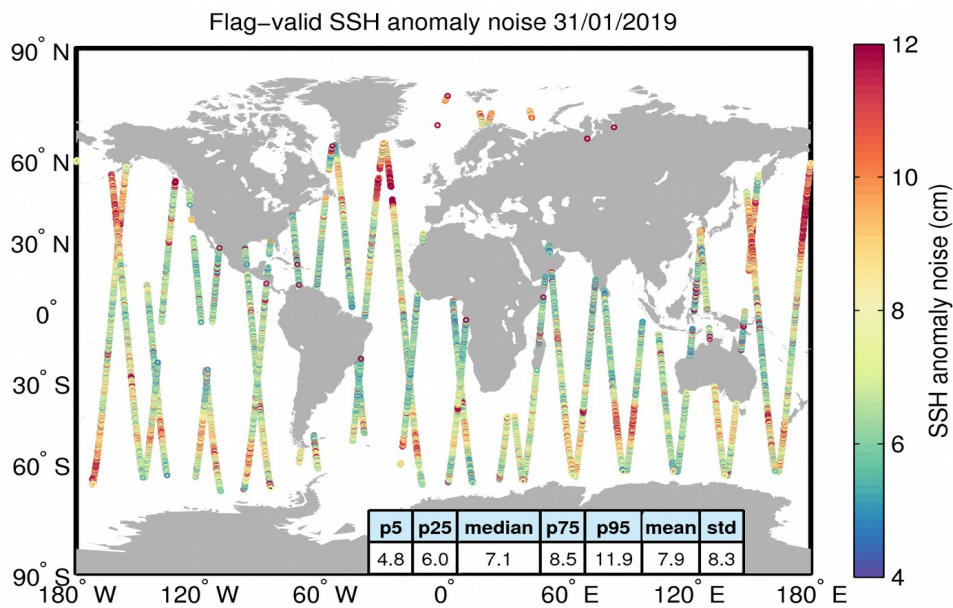 Flag−valid SSH anomaly noise 31/01/2019
90° N
60° N
30° N
0°
30° S
60° S
90° S
180° W
120° W
60° W
0°
60° E
120° E
180° E
p5 p25 median p75 p95 mean std
4.8 6.0 7.1 8.5 11.9 7.9 8.3
12
10
8
6
4
SSH anomaly noise (cm)